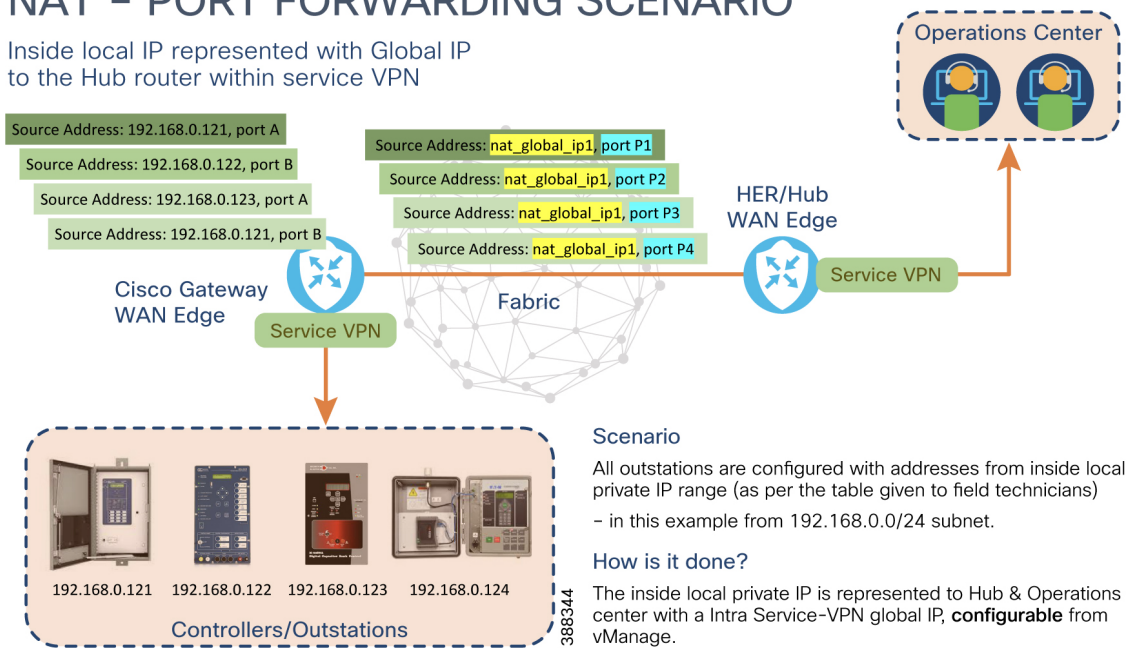 NAT - PORT FORWARDING SCENARIO
Inside local IP represented with Global IP
to the Hub router within service VPN
Operations Center
Source Address: 192.168.0.121, port A
Source Address: 192.168.0.122, port B
Source Address: 192.168.0.123, port A
Source Address: 192.168.0.121, port B
Source Address: nat_global_ip1, port P1
Source Address: nat_global_ip1, port P2
Source Address: nat_global_ip1, port P3
Source Address: nat_global_ip1, port P4
HER/Hub
WAN Edge
Service VPN
Fabric
Cisco Gateway
WAN Edge
Service VPN
192.168.0.121
192.168.0.122
192.168.0.123
192.168.0.124
Controllers/Outstations
388344
Scenario
All outstations are configured with addresses from inside local
private IP range (as per the table given to field technicians)
– in this example from 192.168.0.0/24 subnet.
How is it done?
The inside local private IP is represented to Hub & Operations
center with a Intra Service-VPN global IP, configurable from
vManage.